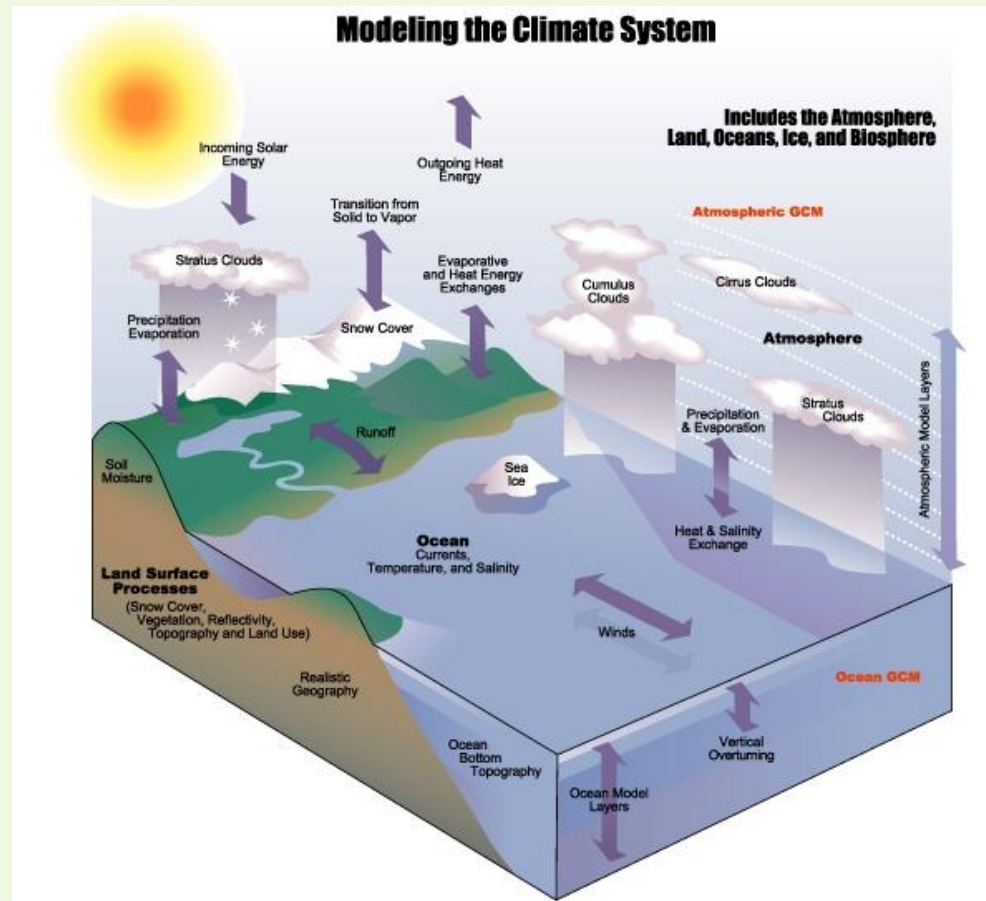 Modeling the Climate System
Includes the Atmosphere,
Land, Oceans, Ice, and Biosphere
Incoming Solar
Energy
Outgoing Heat
Energy
Transition from
Solid to Vapor
Atmospheric GCM
Stratus Clouds
Evaporative
and Heat Energy
Exchanges
Cumulus
Clouds
Cirrus Clouds
Precipitation
Evaporation
Snow Cover
Atmosphere
Atmospheric Model Layers
Stratus
Clouds
Precipitation
& Evaporation
Runoff
Soil
Moisture
Sea
Ice
Heat & Salinity
Exchange
Ocean
Currents,
Temperature, and Salinity
Land Surface
Processes
(Snow Cover,
Vegetation, Reflectivity,
Topography and Land Use)
Winds
Realistic
Geography
Ocean GCM
Vertical
Overturning
Ocean
Bottom
Topography
Ocean Model
Layers